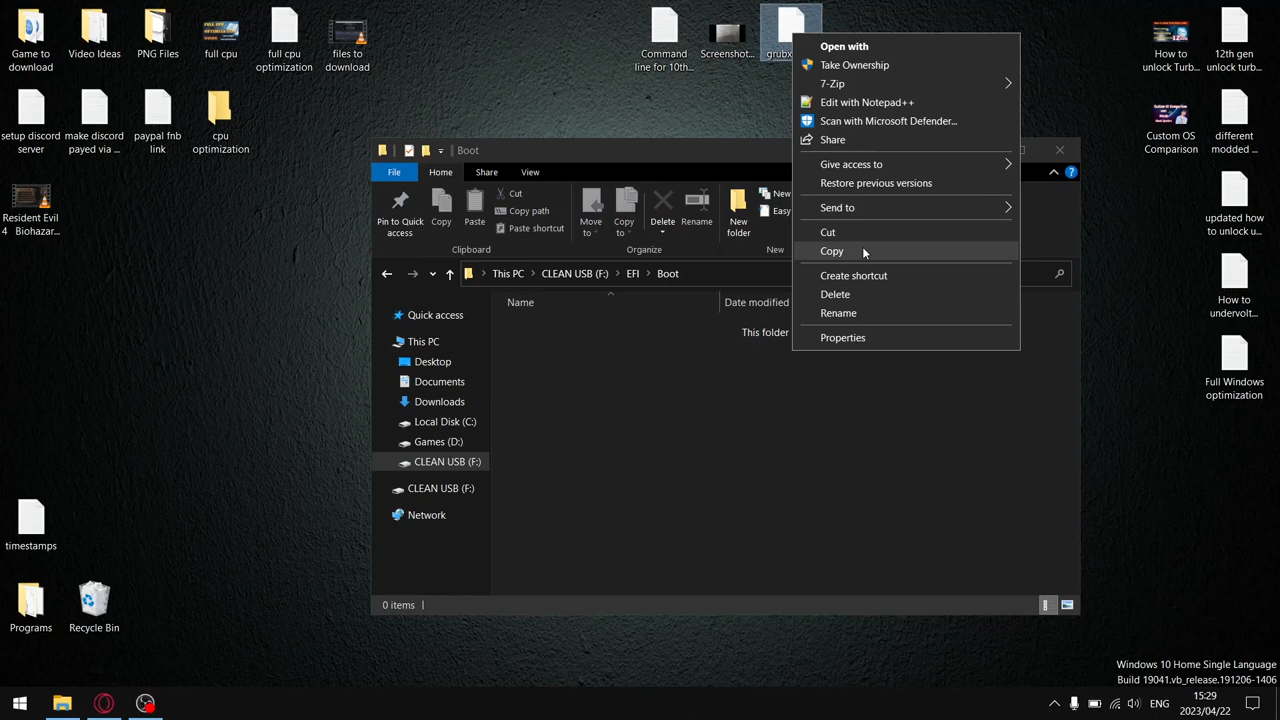 Game to
download
Video Ideas
PNG Files
full cpu
full cpu
optimization
files to
download
Command
line for 10th...
Screenshot...
grubx
How to
unlock Turb...
12th gen
unlock turb...
setup discord
server
make discord
payed via ...
paypal fnb
link
cpu
optimization
Custom OS
Comparison
different
modded ...
Resident Evil
4 Biohazar...
updated how
to unlock u...
How to
undervolt...
Full Windows
optimization
timestamps
Programs
Recycle Bin
Open with
Take Ownership
7-Zip
Edit with Notepad++
Scan with Microsoft Defender...
Share
Give access to
Restore previous versions
Send to
Cut
Copy
Create shortcut
Delete
Rename
Properties
Boot
File
Home
Share
View
Pin to Quick
access
Copy
Paste
Cut
Copy path
Paste shortcut
Clipboard
Move
to
Copy
to
Delete
Rename
Organize
New
folder
New
Easy
New
This PC
CLEAN USB (F:)
EFI
Boot
Name
Date modified
This folder
Quick access
This PC
Desktop
Documents
Downloads
Local Disk (C:)
Games (D:)
CLEAN USB (F:)
CLEAN USB (F:)
Network
0 items
Windows 10 Home Single Language
Build 19041.vb_release.191206-1406
ENG
15:29
2023/04/22